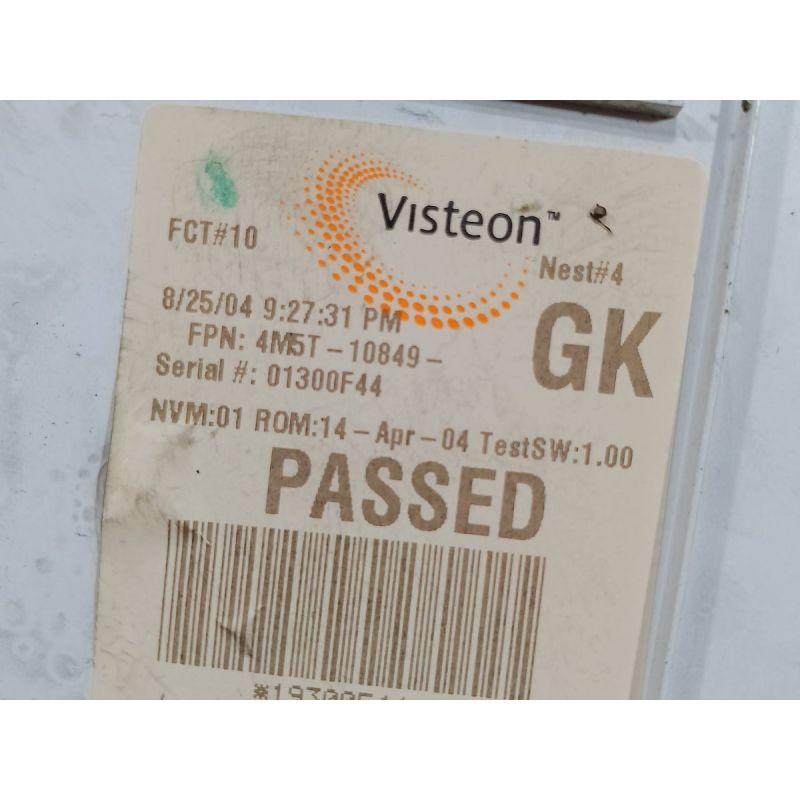 Visteon™
FCT#10
Nest#4
8/25/04 9:27:31 PM
GK
FPN: 4M5T-10849-
Serial #: 01300F44
NVM:01 ROM:14-Apr-04 TestSW:1.00
PASSED